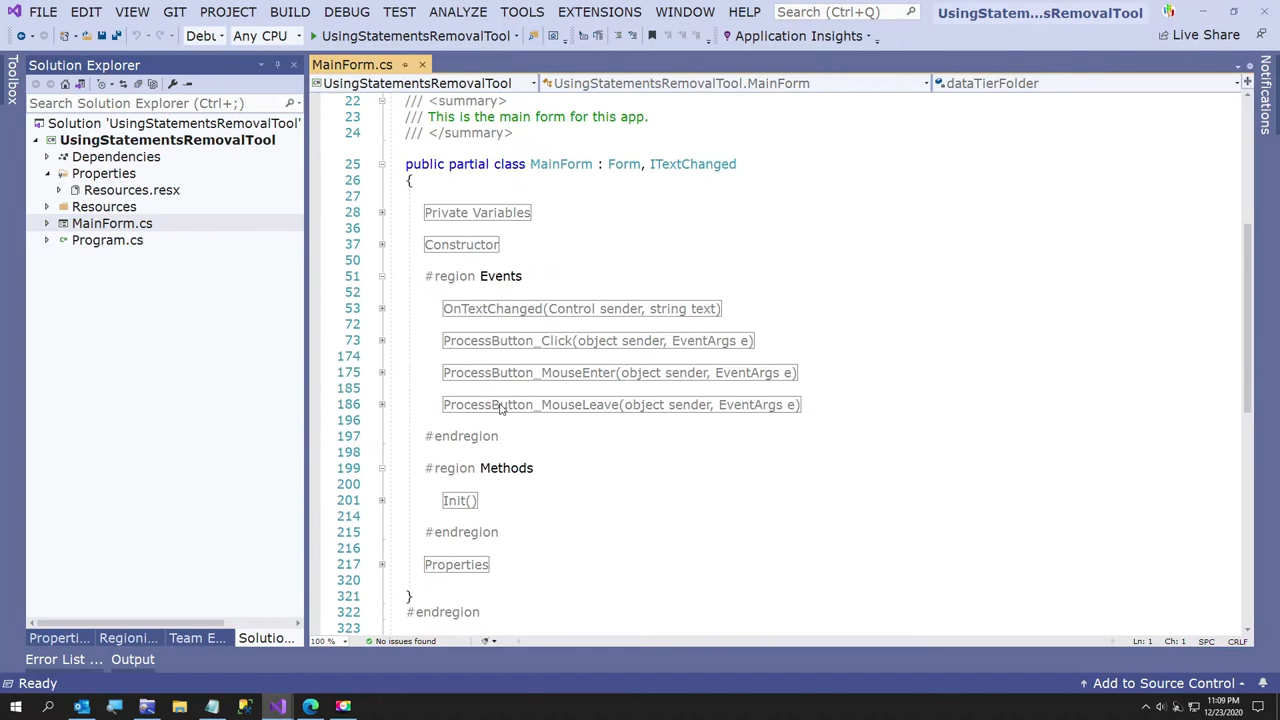 FILE EDIT VIEW GIT PROJECT BUILD DEBUG TEST ANALYZE TOOLS EXTENSIONS WINDOW HELP Search (Ctrl+Q) UsingStatem...sRemovalTool
Debu Any CPU UsingStatementsRemovalTool Application Insights Live Share
Toolbox
Solution Explorer
Search Solution Explorer (Ctrl+;)
Solution 'UsingStatementsRemovalTool'
UsingStatementsRemovalTool
Dependencies
Properties
Resources.resx
Resources
MainForm.cs
Program.cs
Properti... Regioni... Team E... Solutio...
MainForm.cs
UsingStatementsRemovalTool UsingStatementsRemovalTool.MainForm dataTierFolder
22 /// <summary>
23 /// This is the main form for this app.
24 /// </summary>
25 public partial class MainForm : Form, ITextChanged
26 {
27
28 Private Variables
36
37 Constructor
50
51 #region Events
52
53 OnTextChanged(Control sender, string text)
72
73 ProcessButton_Click(object sender, EventArgs e)
174
175 ProcessButton_MouseEnter(object sender, EventArgs e)
185
186 ProcessButton_MouseLeave(object sender, EventArgs e)
196
197 #endregion
198
199 #region Methods
200
201 Init()
214
215 #endregion
216
217 Properties
320
321 }
322 #endregion
323
100 % No issues found Ln: 1 Ch: 1 SPC CRLF
Notifications
Error List ... Output
Ready Add to Source Control
11:09 PM
12/23/2020